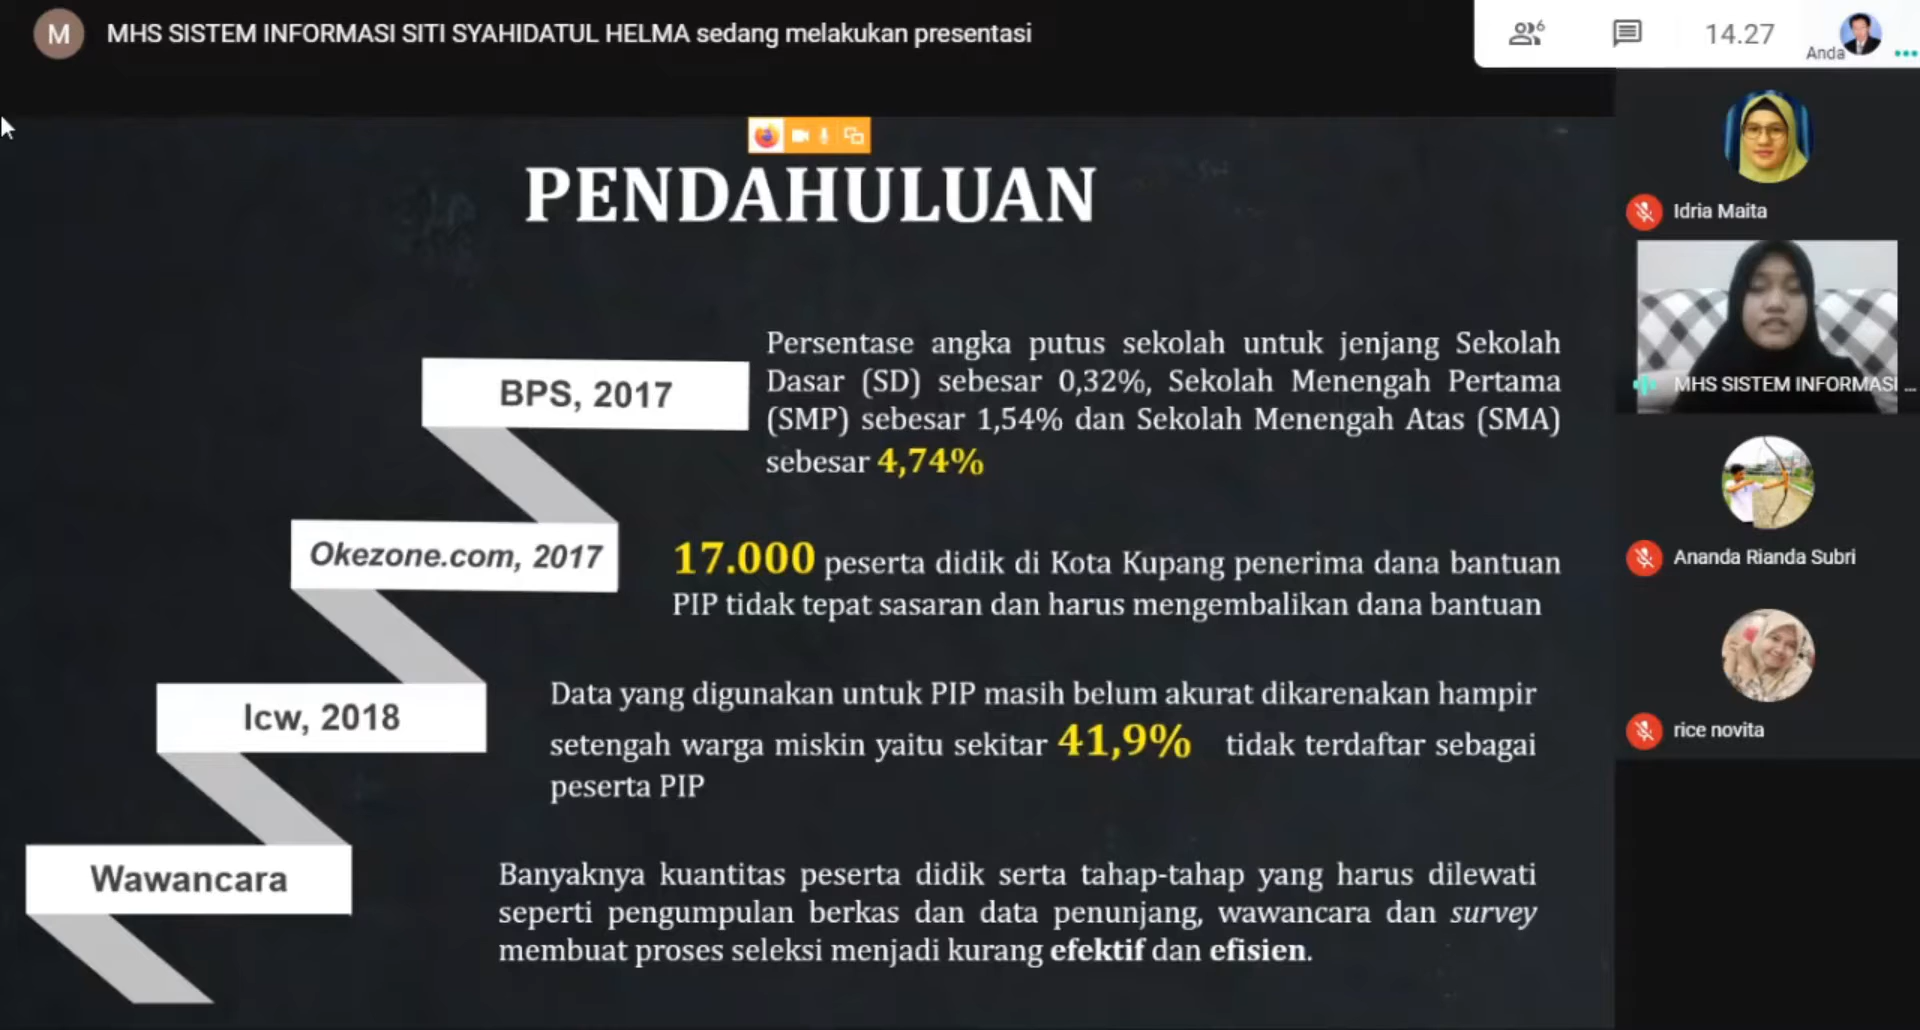 M
MHS SISTEM INFORMASI SITI SYAHIDATUL HELMA sedang melakukan presentasi
6
14.27
Anda
PENDAHULUAN
BPS, 2017
Persentase angka putus sekolah untuk jenjang Sekolah
Dasar (SD) sebesar 0,32%, Sekolah Menengah Pertama
(SMP) sebesar 1,54% dan Sekolah Menengah Atas (SMA)
sebesar 4,74%
Okezone.com, 2017
17.000 peserta didik di Kota Kupang penerima dana bantuan
PIP tidak tepat sasaran dan harus mengembalikan dana bantuan
Icw, 2018
Data yang digunakan untuk PIP masih belum akurat dikarenakan hampir
setengah warga miskin yaitu sekitar 41,9% tidak terdaftar sebagai
peserta PIP
Wawancara
Banyaknya kuantitas peserta didik serta tahap-tahap yang harus dilewati
seperti pengumpulan berkas dan data penunjang, wawancara dan survey
membuat proses seleksi menjadi kurang efektif dan efisien.
Idria Maita
MHS SISTEM INFORMASI ...
Ananda Rianda Subri
rice novita